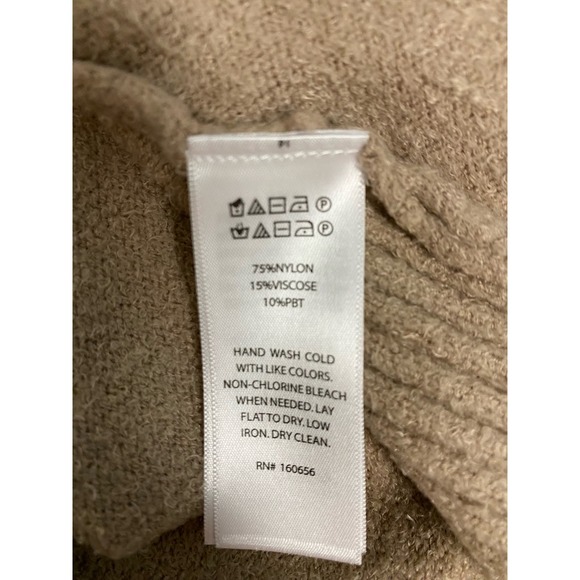 M
P
P
75%NYLON
15%VISCOSE
10%PBT
HAND WASH COLD
WITH LIKE COLORS.
NON-CHLORINE BLEACH
WHEN NEEDED. LAY
FLAT TO DRY. LOW
IRON. DRY CLEAN.
RN# 160656